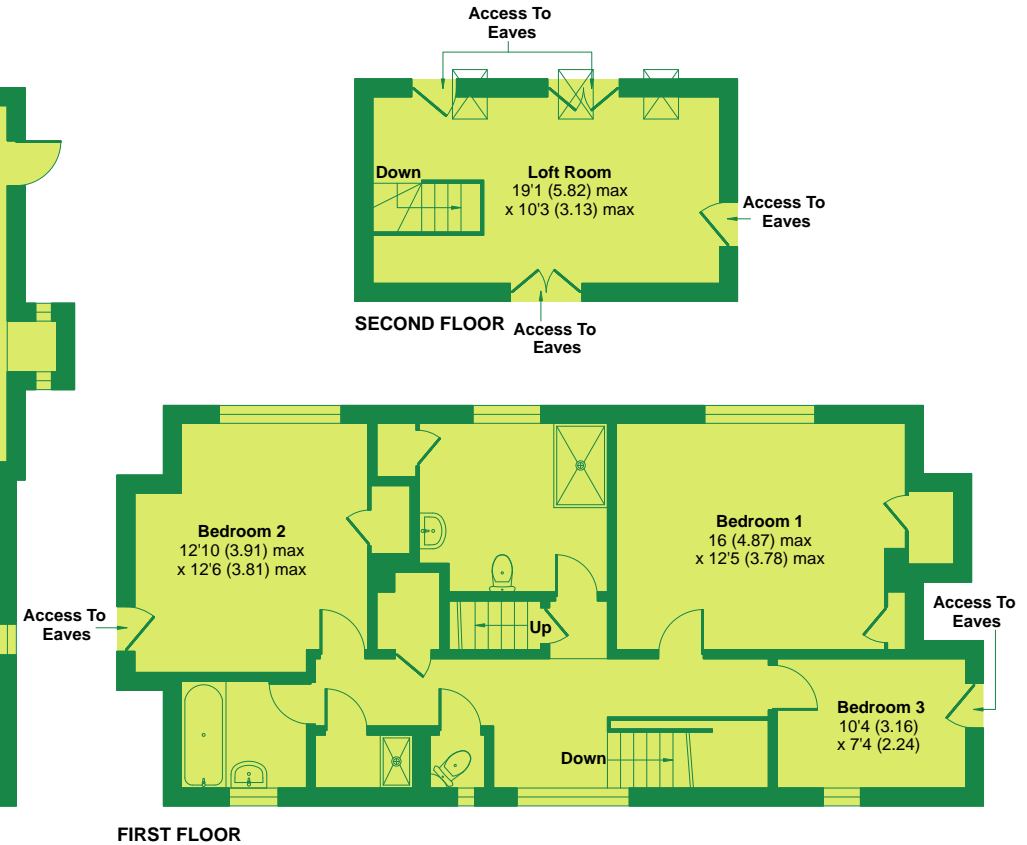 Access To
Eaves
Down
Loft Room
19'1 (5.82) max
x 10'3 (3.13) max
Access To
Eaves
SECOND FLOOR
Access To
Eaves
Bedroom 2
12'10 (3.91) max
x 12'6 (3.81) max
Bedroom 1
16 (4.87) max
x 12'5 (3.78) max
Access To
Eaves
Up
Access To
Eaves
Bedroom 3
10'4 (3.16)
x 7'4 (2.24)
Down
FIRST FLOOR